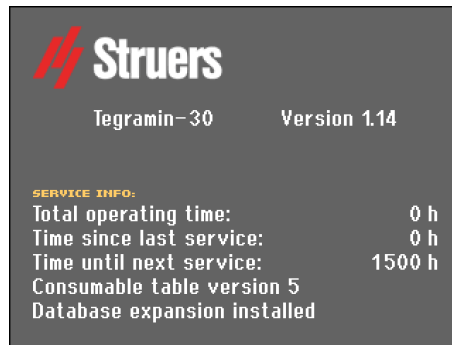 Struers
Tegramin-30 Version 1.14
SERVICE INFO:
Total operating time: 0 h
Time since last service: 0 h
Time until next service: 1500 h
Consumable table version 5
Database expansion installed